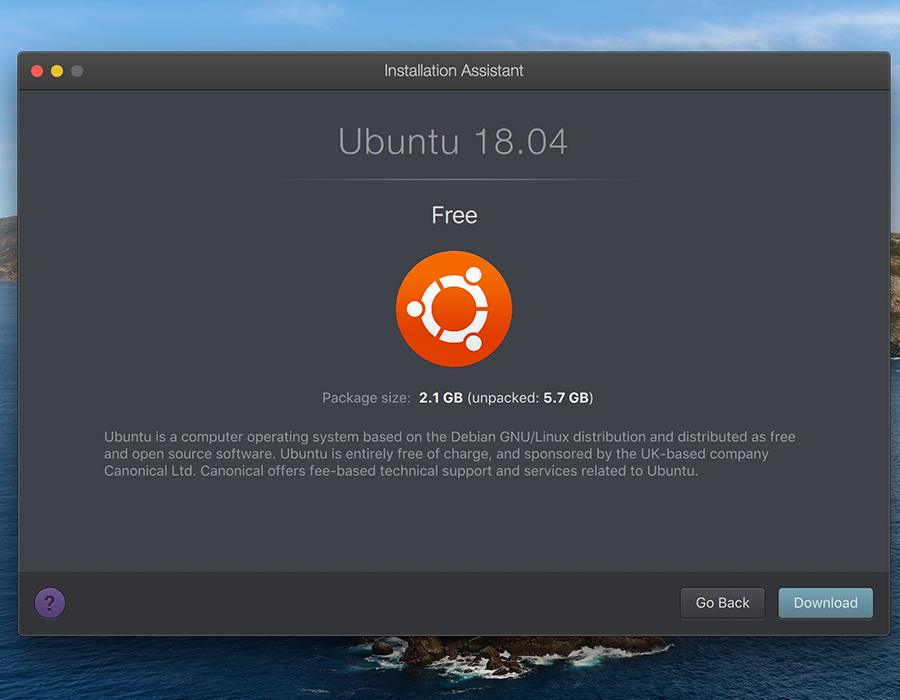 Installation Assistant
Ubuntu 18.04
Free
Package size: 2.1 GB (unpacked: 5.7 GB)
Ubuntu is a computer operating system based on the Debian GNU/Linux distribution and distributed as free
and open source software. Ubuntu is entirely free of charge, and sponsored by the UK-based company
Canonical Ltd. Canonical offers fee-based technical support and services related to Ubuntu.
?
Go Back
Download